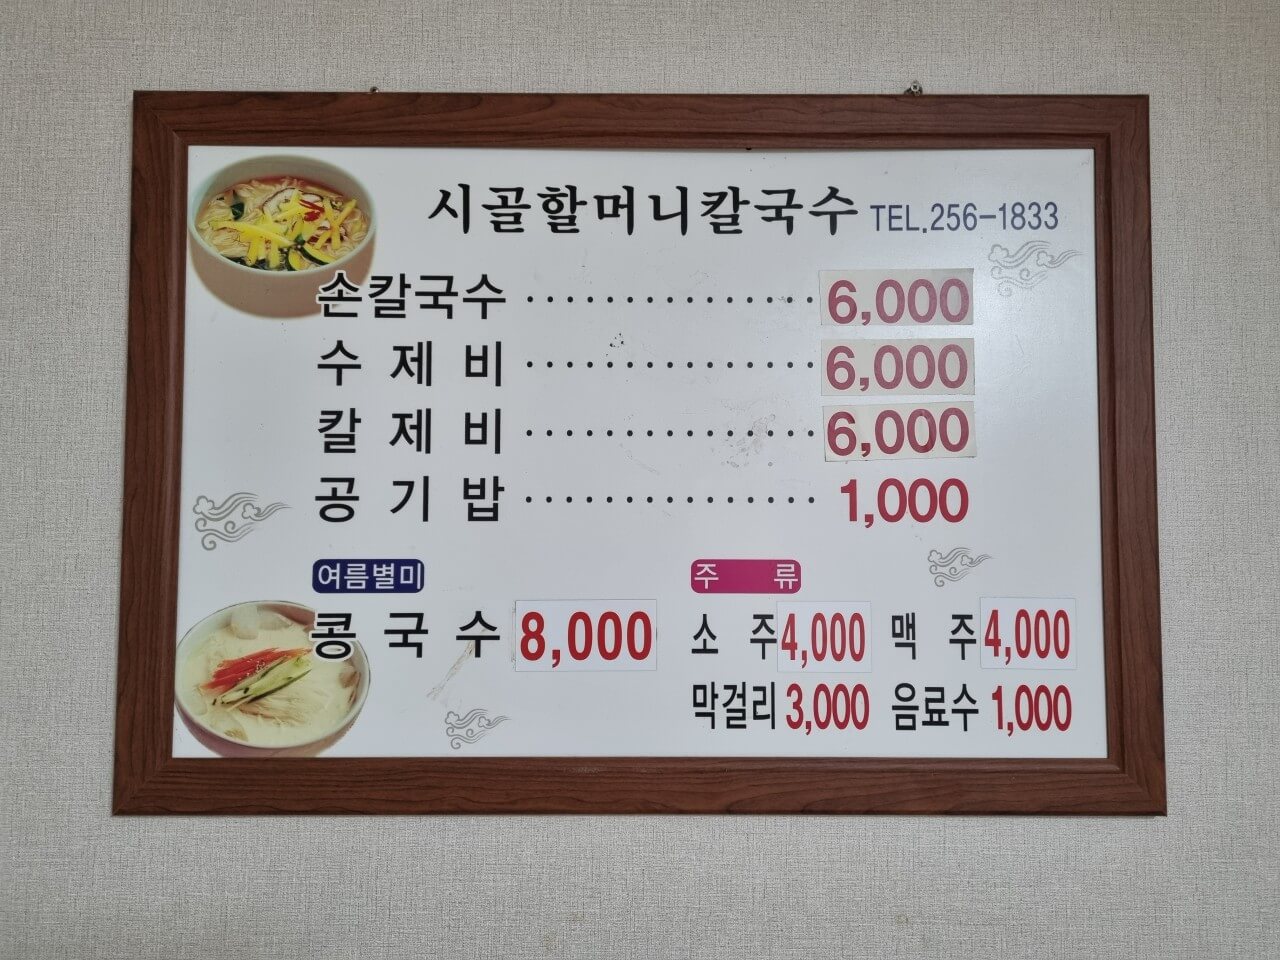 시골할머니칼국수 TEL.256-1833
손칼국수 ................ 6,000
수 제 비 ................ 6,000
칼 제 비 ................ 6,000
공 기 밥 ................ 1,000
여름별미
콩 국 수 8,000
주 류
소 주 4,000 맥 주 4,000
막걸리 3,000 음료수 1,000